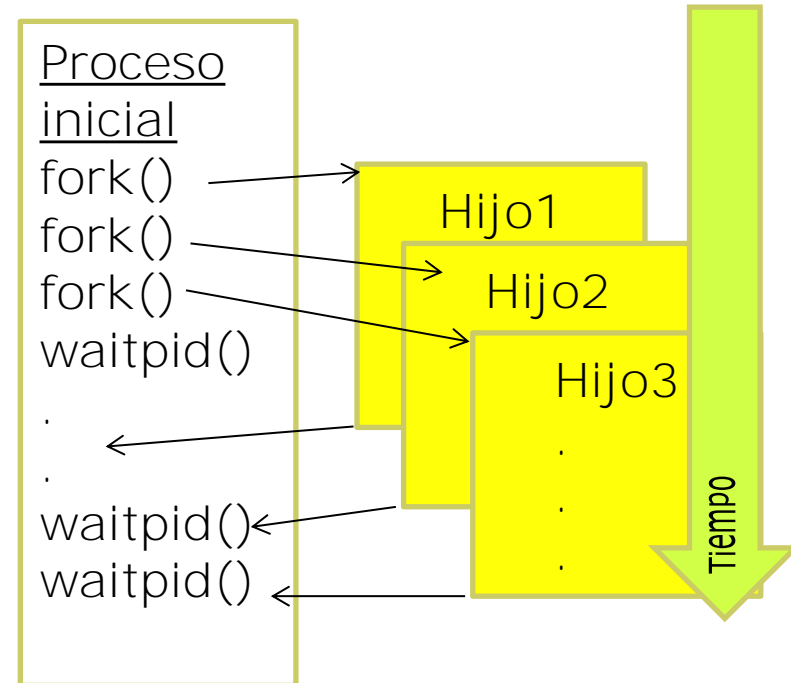 Proceso
inicial
fork()
fork()
fork()
waitpid()
.
.
waitpid()
waitpid()
Hijo1
Hijo2
Hijo3
.
.
.
Tiempo